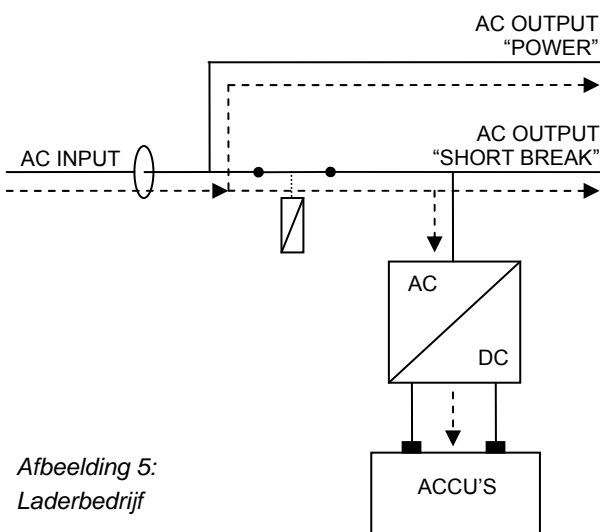 AC OUTPUT
“POWER”
AC INPUT
AC OUTPUT
“SHORT BREAK”
AC
DC
ACCU'S
Afbeelding 5:
Laderbedrijf